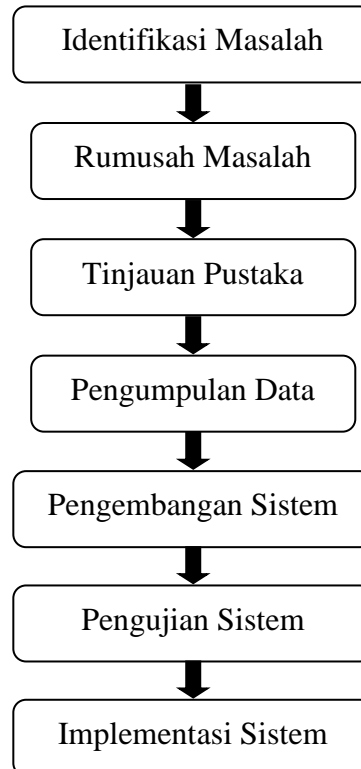 Identifikasi Masalah
Rumusah Masalah
Tinjauan Pustaka
Pengumpulan Data
Pengembangan Sistem
Pengujian Sistem
Implementasi Sistem